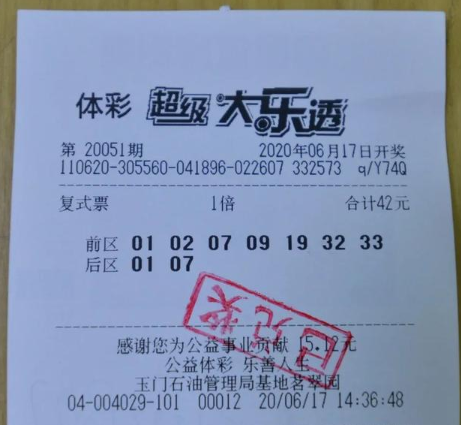 体彩 超级大乐透
第 20051期 2020年06月17日开奖
110620-305560-041896-022607 332573 q/Y74Q
复式票 1倍 合计42元
前区 01 02 07 09 19 32 33
后区 01 07
已兑奖
感谢您为公益事业贡献 15.12元
公益体彩 乐善人生
玉门石油管理局基地茗翠园
04-004029-101 00012 20/06/17 14:36:48